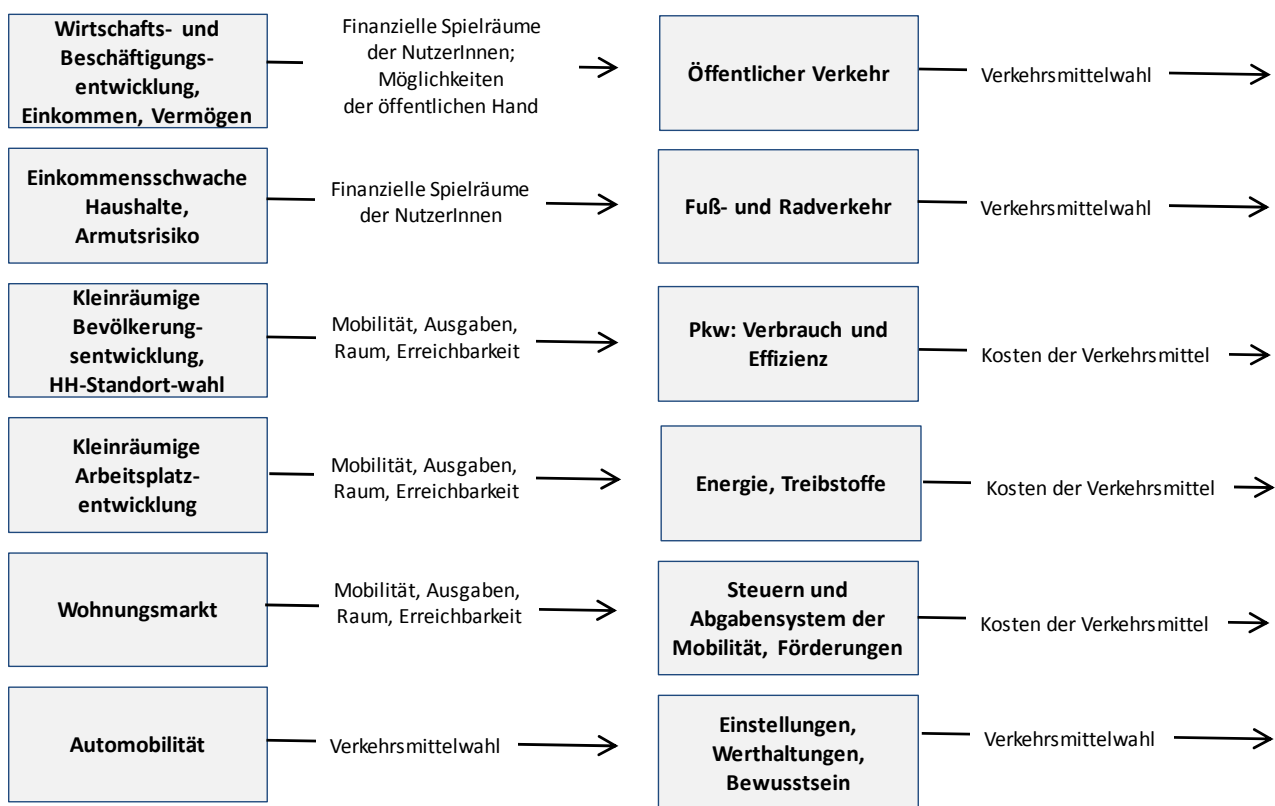 Wirtschafts- und
Beschäftigungs-
entwicklung,
Einkommen, Vermögen
Finanzielle Spielräume
der NutzerInnen;
Möglichkeiten
der öffentlichen Hand
Öffentlicher Verkehr
Verkehrsmittelwahl
Einkommensschwache
Haushalte,
Armutsrisiko
Finanzielle Spielräume
der NutzerInnen
Fuß- und Radverkehr
Verkehrsmittelwahl
Kleinräumige
Bevölkerung-
sentwicklung,
HH-Standort-wahl
Mobilität, Ausgaben,
Raum, Erreichbarkeit
Pkw: Verbrauch und
Effizienz
Kosten der Verkehrsmittel
Kleinräumige
Arbeitsplatz-
entwicklung
Mobilität, Ausgaben,
Raum, Erreichbarkeit
Energie, Treibstoffe
Kosten der Verkehrsmittel
Wohnungsmarkt
Mobilität, Ausgaben,
Raum, Erreichbarkeit
Steuern und
Abgabensystem der
Mobilität, Förderungen
Kosten der Verkehrsmittel
Automobilität
Verkehrsmittelwahl
Einstellungen,
Werthaltungen,
Bewusstsein
Verkehrsmittelwahl